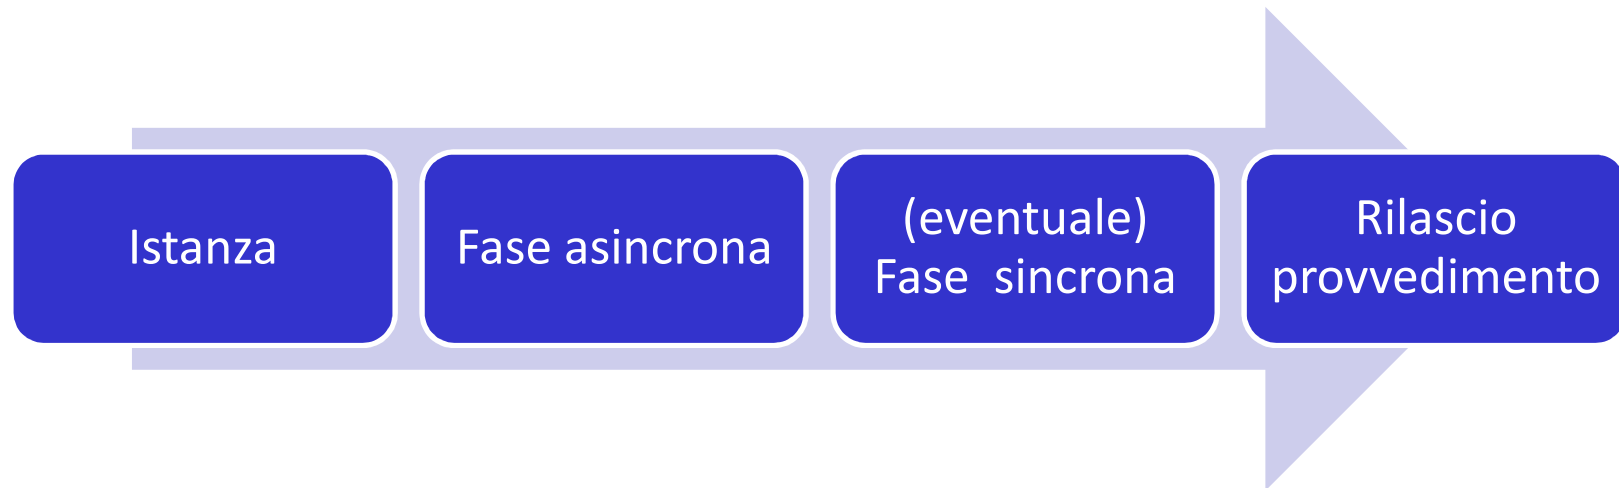 Istanza
Fase asincrona
(eventuale)
Fase  sincrona
Rilascio
provvedimento